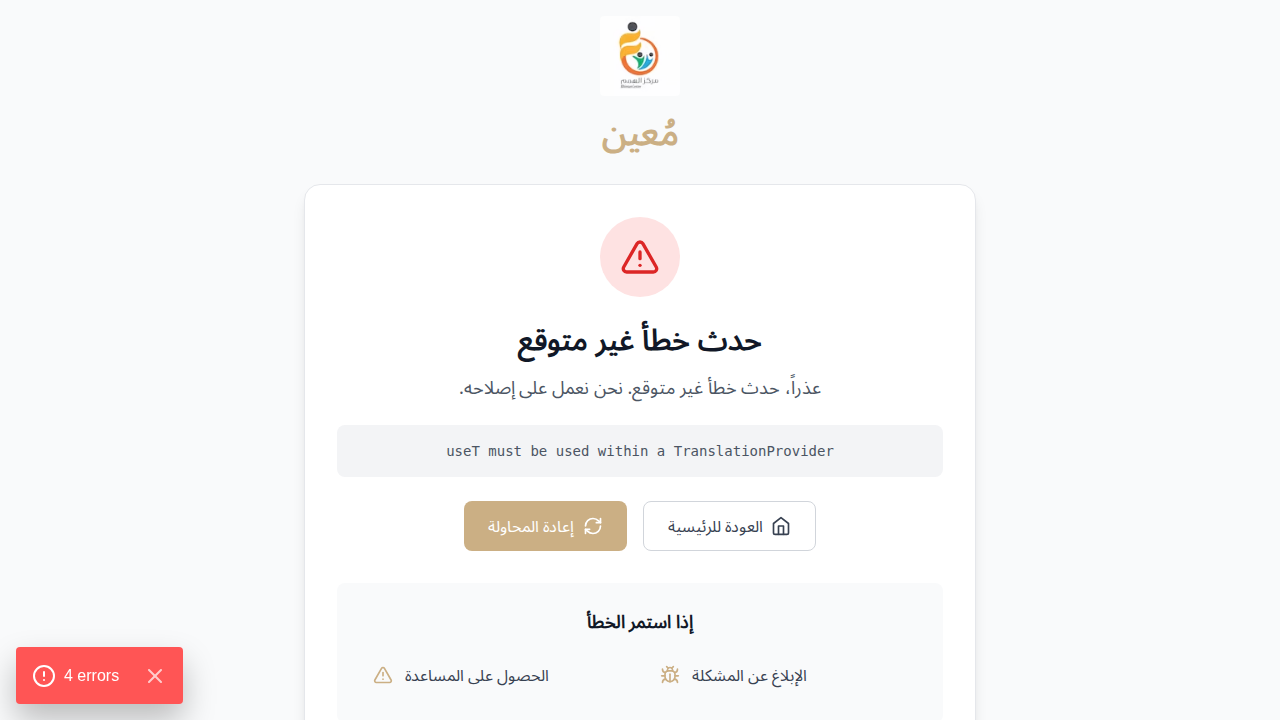 مركز الهمم
مُعين
حدث خطأ غير متوقع
عذراً، حدث خطأ غير متوقع. نحن نعمل على إصلاحه.
useT must be used within a TranslationProvider
العودة للرئيسية
إعادة المحاولة
إذا استمر الخطأ
الإبلاغ عن المشكلة
الحصول على المساعدة
4 errors